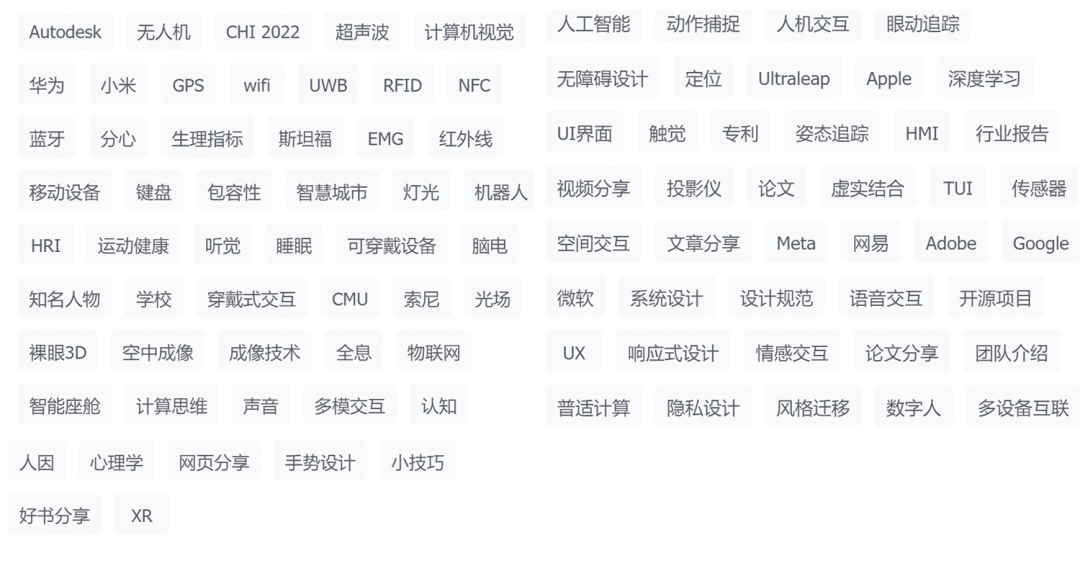 Autodesk 无人机 CHI 2022 超声波 计算机视觉
华为 小米 GPS wifi UWB RFID NFC
蓝牙 分心 生理指标 斯坦福 EMG 红外线
移动设备 键盘 包容性 智慧城市 灯光 机器人
HRI 运动健康 听觉 睡眠 可穿戴设备 脑电
知名人物 学校 穿戴式交互 CMU 索尼 光场
裸眼3D 空中成像 成像技术 全息 物联网
智能座舱 计算思维 声音 多模交互 认知
人因 心理学 网页分享 手势设计 小技巧
好书分享 XR
人工智能 动作捕捉 人机交互 眼动追踪
无障碍设计 定位 Ultraleap Apple 深度学习
UI界面 触觉 专利 姿态追踪 HMI 行业报告
视频分享 投影仪 论文 虚实结合 TUI 传感器
空间交互 文章分享 Meta 网易 Adobe Google
微软 系统设计 设计规范 语音交互 开源项目
UX 响应式设计 情感交互 论文分享 团队介绍
普适计算 隐私设计 风格迁移 数字人 多设备互联